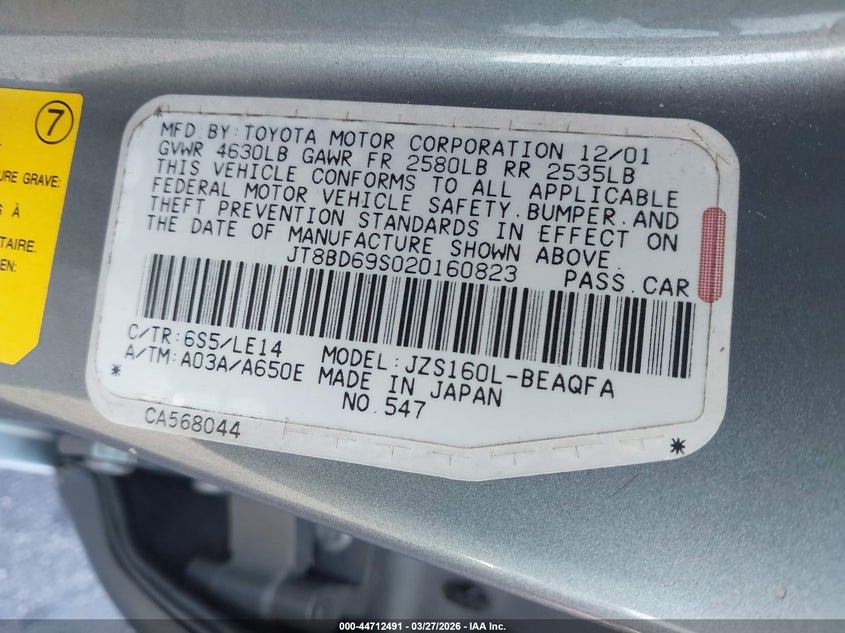 7
URE GRAVE:
S À
TAIRE.
EN:
MFD BY: TOYOTA MOTOR CORPORATION 12/01
GVWR 4630LB GAWR FR 2580LB RR 2535LB
THIS VEHICLE CONFORMS TO ALL APPLICABLE
FEDERAL MOTOR VEHICLE SAFETY, BUMPER, AND
THEFT PREVENTION STANDARDS IN EFFECT ON
THE DATE OF MANUFACTURE SHOWN ABOVE.
JT8BD69S020160823 PASS. CAR
C/TR: 6S5/LE14 MODEL: JZS160L-BEAQFA
A/TM: A03A/A650E MADE IN JAPAN
NO. 547
CA568044
000-44712491 - 03/27/2026 - IAA Inc. -